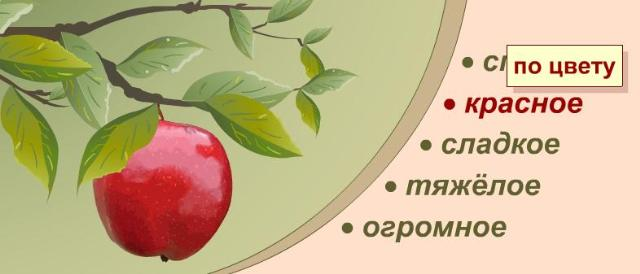 по цвету
• красное
• сладкое
• тяжёлое
• огромное